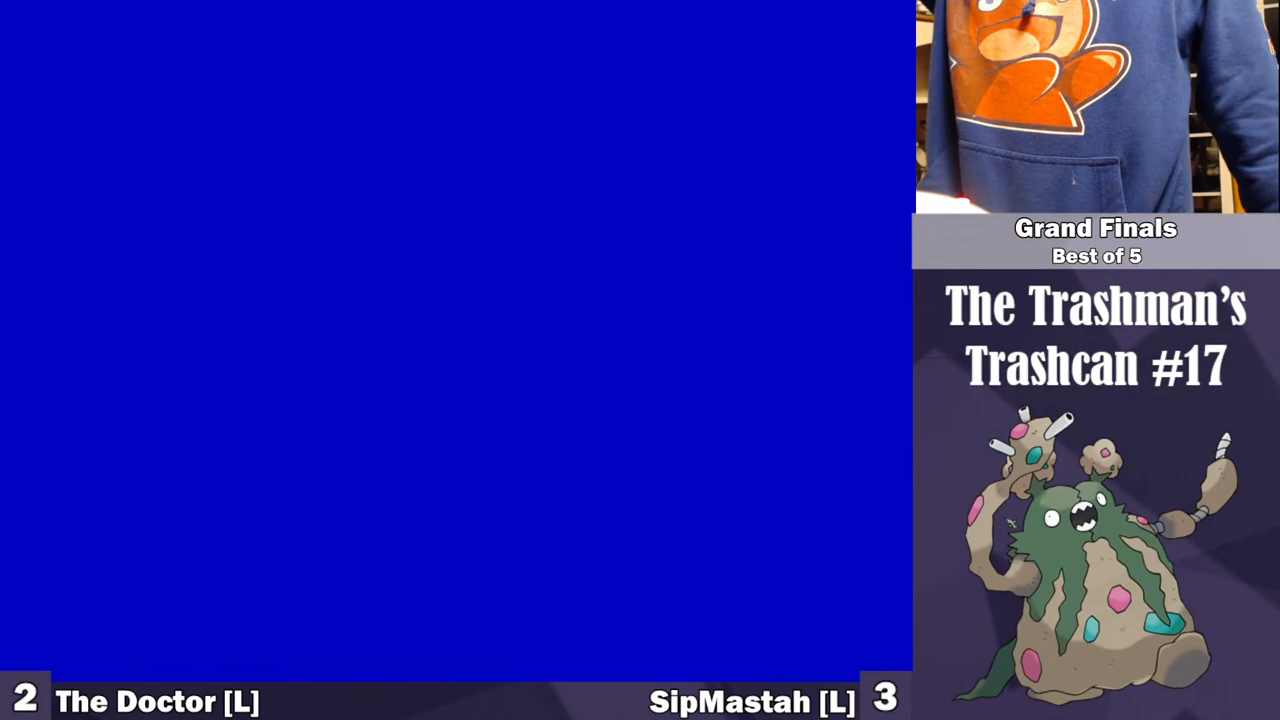 Grand Finals
Best of 5
The Trashman's
Trashcan #17
2 The Doctor [L]
SipMastah [L] 3